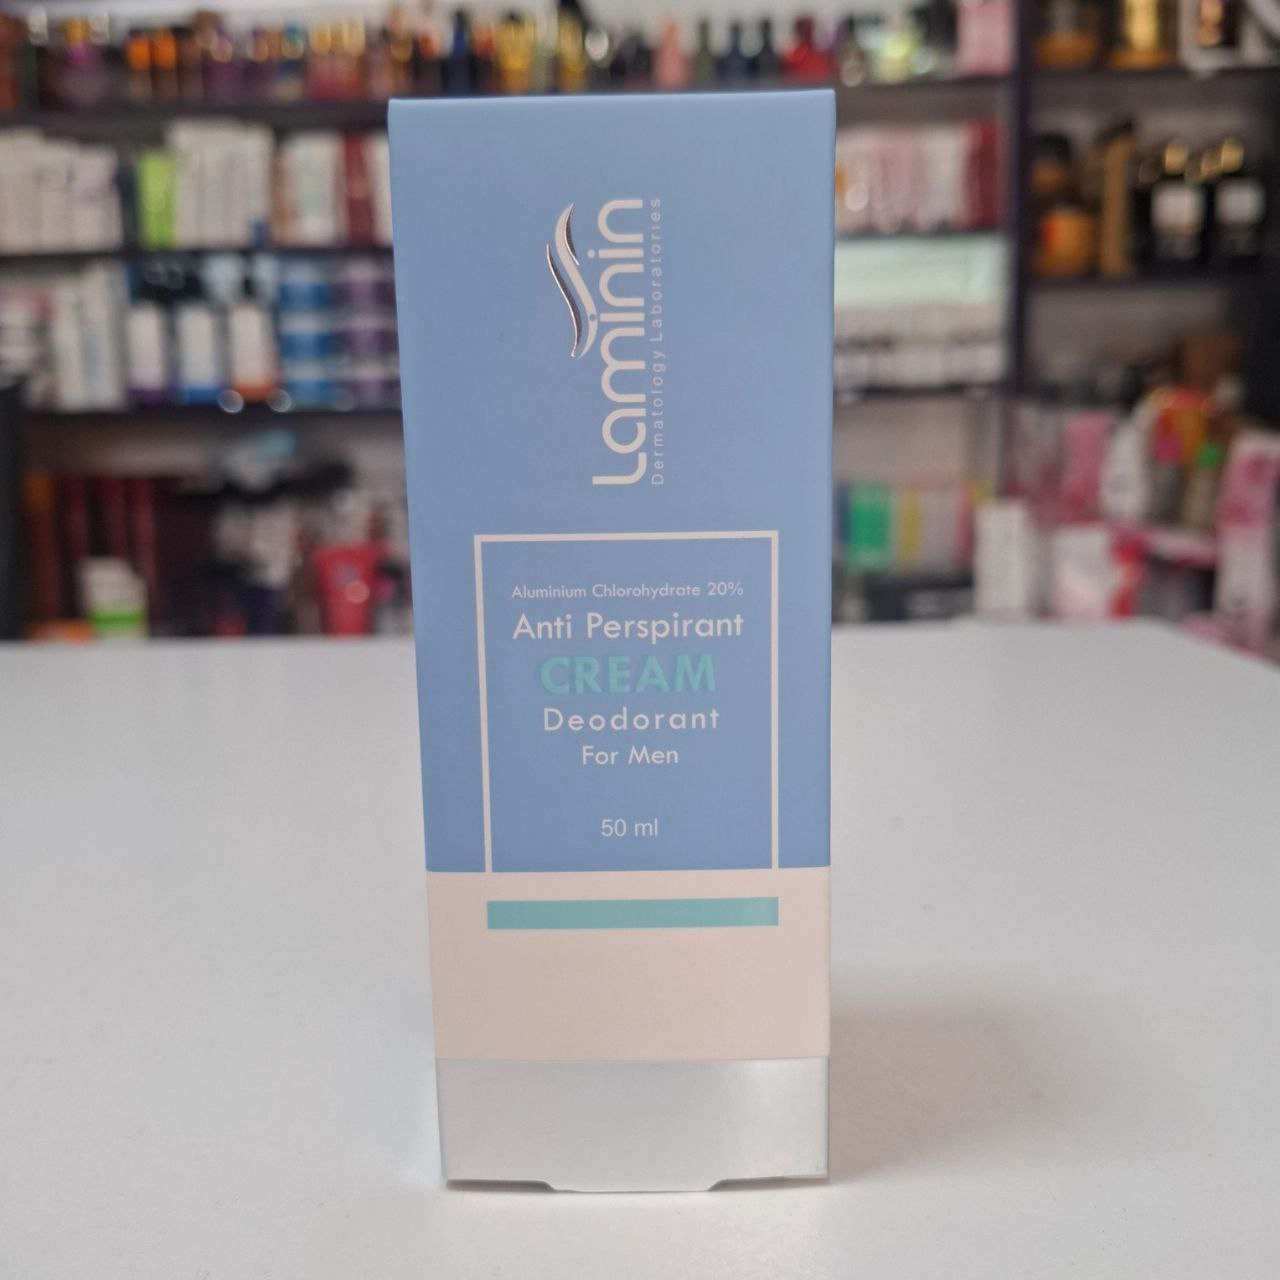 Laminin
Dermatology Laboratories
Aluminium Chlorohydrate 20%
Anti Perspirant
CREAM
Deodorant
For Men
50 ml